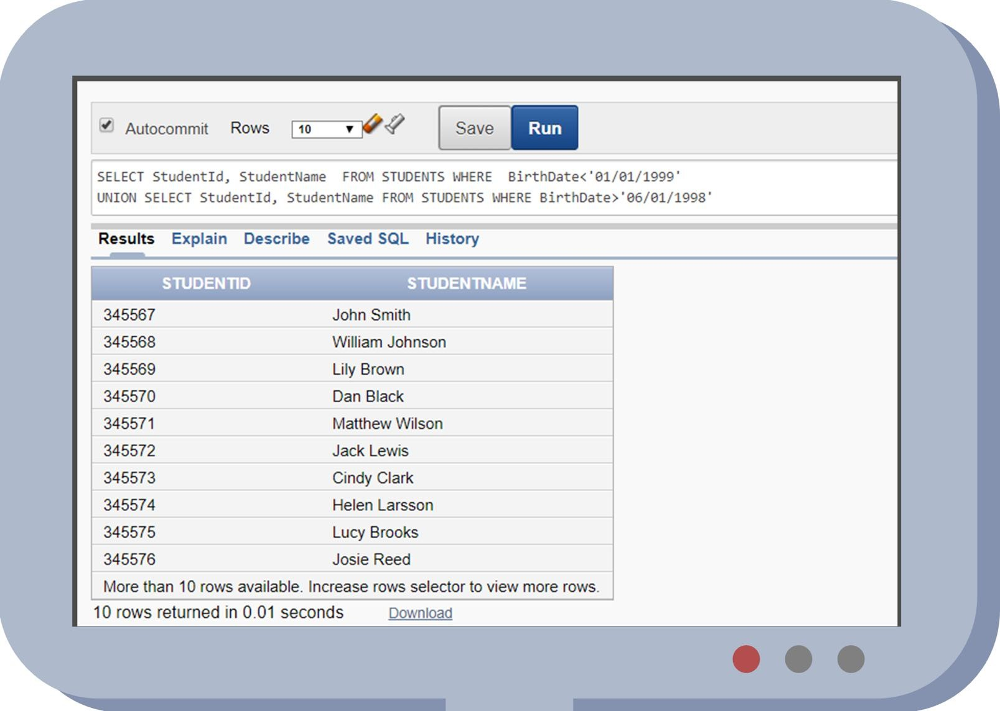 Autocommit Rows 10 Save Run
SELECT StudentId, StudentName  FROM STUDENTS WHERE  BirthDate<'01/01/1999'
UNION SELECT StudentId, StudentName FROM STUDENTS WHERE BirthDate>'06/01/1998'
Results Explain Describe Saved SQL History
STUDENTID STUDENTNAME
345567 John Smith
345568 William Johnson
345569 Lily Brown
345570 Dan Black
345571 Matthew Wilson
345572 Jack Lewis
345573 Cindy Clark
345574 Helen Larsson
345575 Lucy Brooks
345576 Josie Reed
More than 10 rows available. Increase rows selector to view more rows.
10 rows returned in 0.01 seconds Download